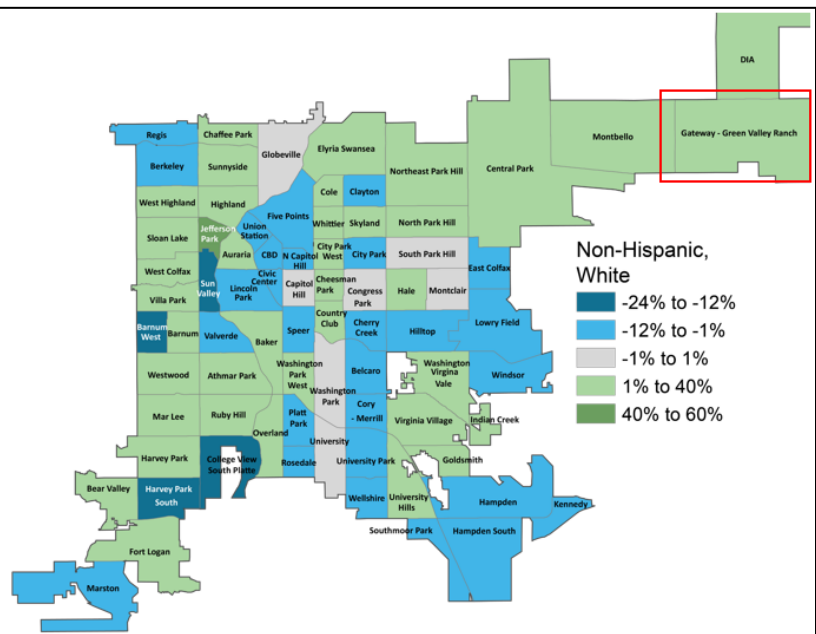 DIA
Gateway - Green Valley Ranch
Montbello
Central Park
Regis
Chaffee Park
Globeville
Elyria Swansea
Northeast Park Hill
Berkeley
Sunnyside
West Highland
Highland
Cole
Clayton
Five Points
Whittier
Skyland
North Park Hill
Sloan Lake
Jefferson
Park
Union
Station
Auraria
CBD
N Capitol
Hill
City Park
West
City Park
South Park Hill
East Colfax
West Colfax
Sun
Valley
Civic
Center
Lincoln
Park
Capitol
Hill
Cheesman
Park
Congress
Park
Hale
Montclair
Villa Park
Country
Club
Barnum
West
Barnum
Valverde
Baker
Speer
Cherry
Creek
Hilltop
Lowry Field
Westwood
Athmar Park
Washington
Park
West
Washington
Park
Belcaro
Washington
Virgina
Vale
Windsor
Mar Lee
Ruby Hill
Overland
Platt
Park
Cory
- Merrill
Virginia Village
Indian Creek
Harvey Park
College View
South Platte
Rosedale
University
University Park
Goldsmith
Bear Valley
Harvey Park
South
Wellshire
University
Hills
Hampden
Kennedy
Southmoor Park
Hampden South
Fort Logan
Marston
Non-Hispanic,
White
-24% to -12%
-12% to -1%
-1% to 1%
1% to 40%
40% to 60%